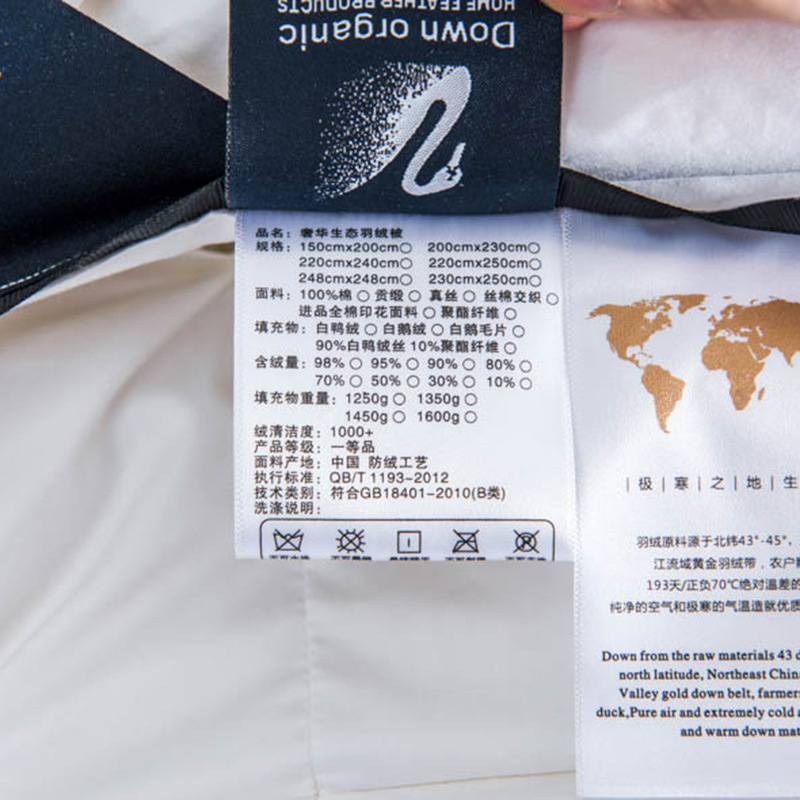 Down organic
HOME FEATHER PRODUCTS
品名：奢华生态羽绒被
规格：150cmx200cm○ 200cmx230cm○
220cmx240cm○ 220cmx250cm○
248cmx248cm○ 230cmx250cm○
面料：100%棉○ 贡缎○ 真丝○ 丝棉交织○
进品全棉印花面料○ 聚酯纤维○
填充物：白鸭绒○ 白鹅绒○ 白鹅毛片○
90%白鸭绒丝 10%聚酯纤维○
含绒量：98%○ 95%○ 90%○ 80%○
70%○ 50%○ 30%○ 10%○
填充物重量：1250g○ 1350g○
1450g○ 1600g○
绒清洁度：1000+
产品等级：一等品
面料产地：中国 防绒工艺
执行标准：QB/T 1193-2012
技术类别：符合GB18401-2010(B类)
洗涤说明：
|极|寒|之|地|生
羽绒原料源于北纬43°-45°，
江流域黄金羽绒带，农户
193天/正负70℃绝对温差的
纯净的空气和极寒的气温造就优质
Down from the raw materials 43
north latitude, Northeast China
Valley gold down belt, farmers
duck,Pure air and extremely cold
and warm down